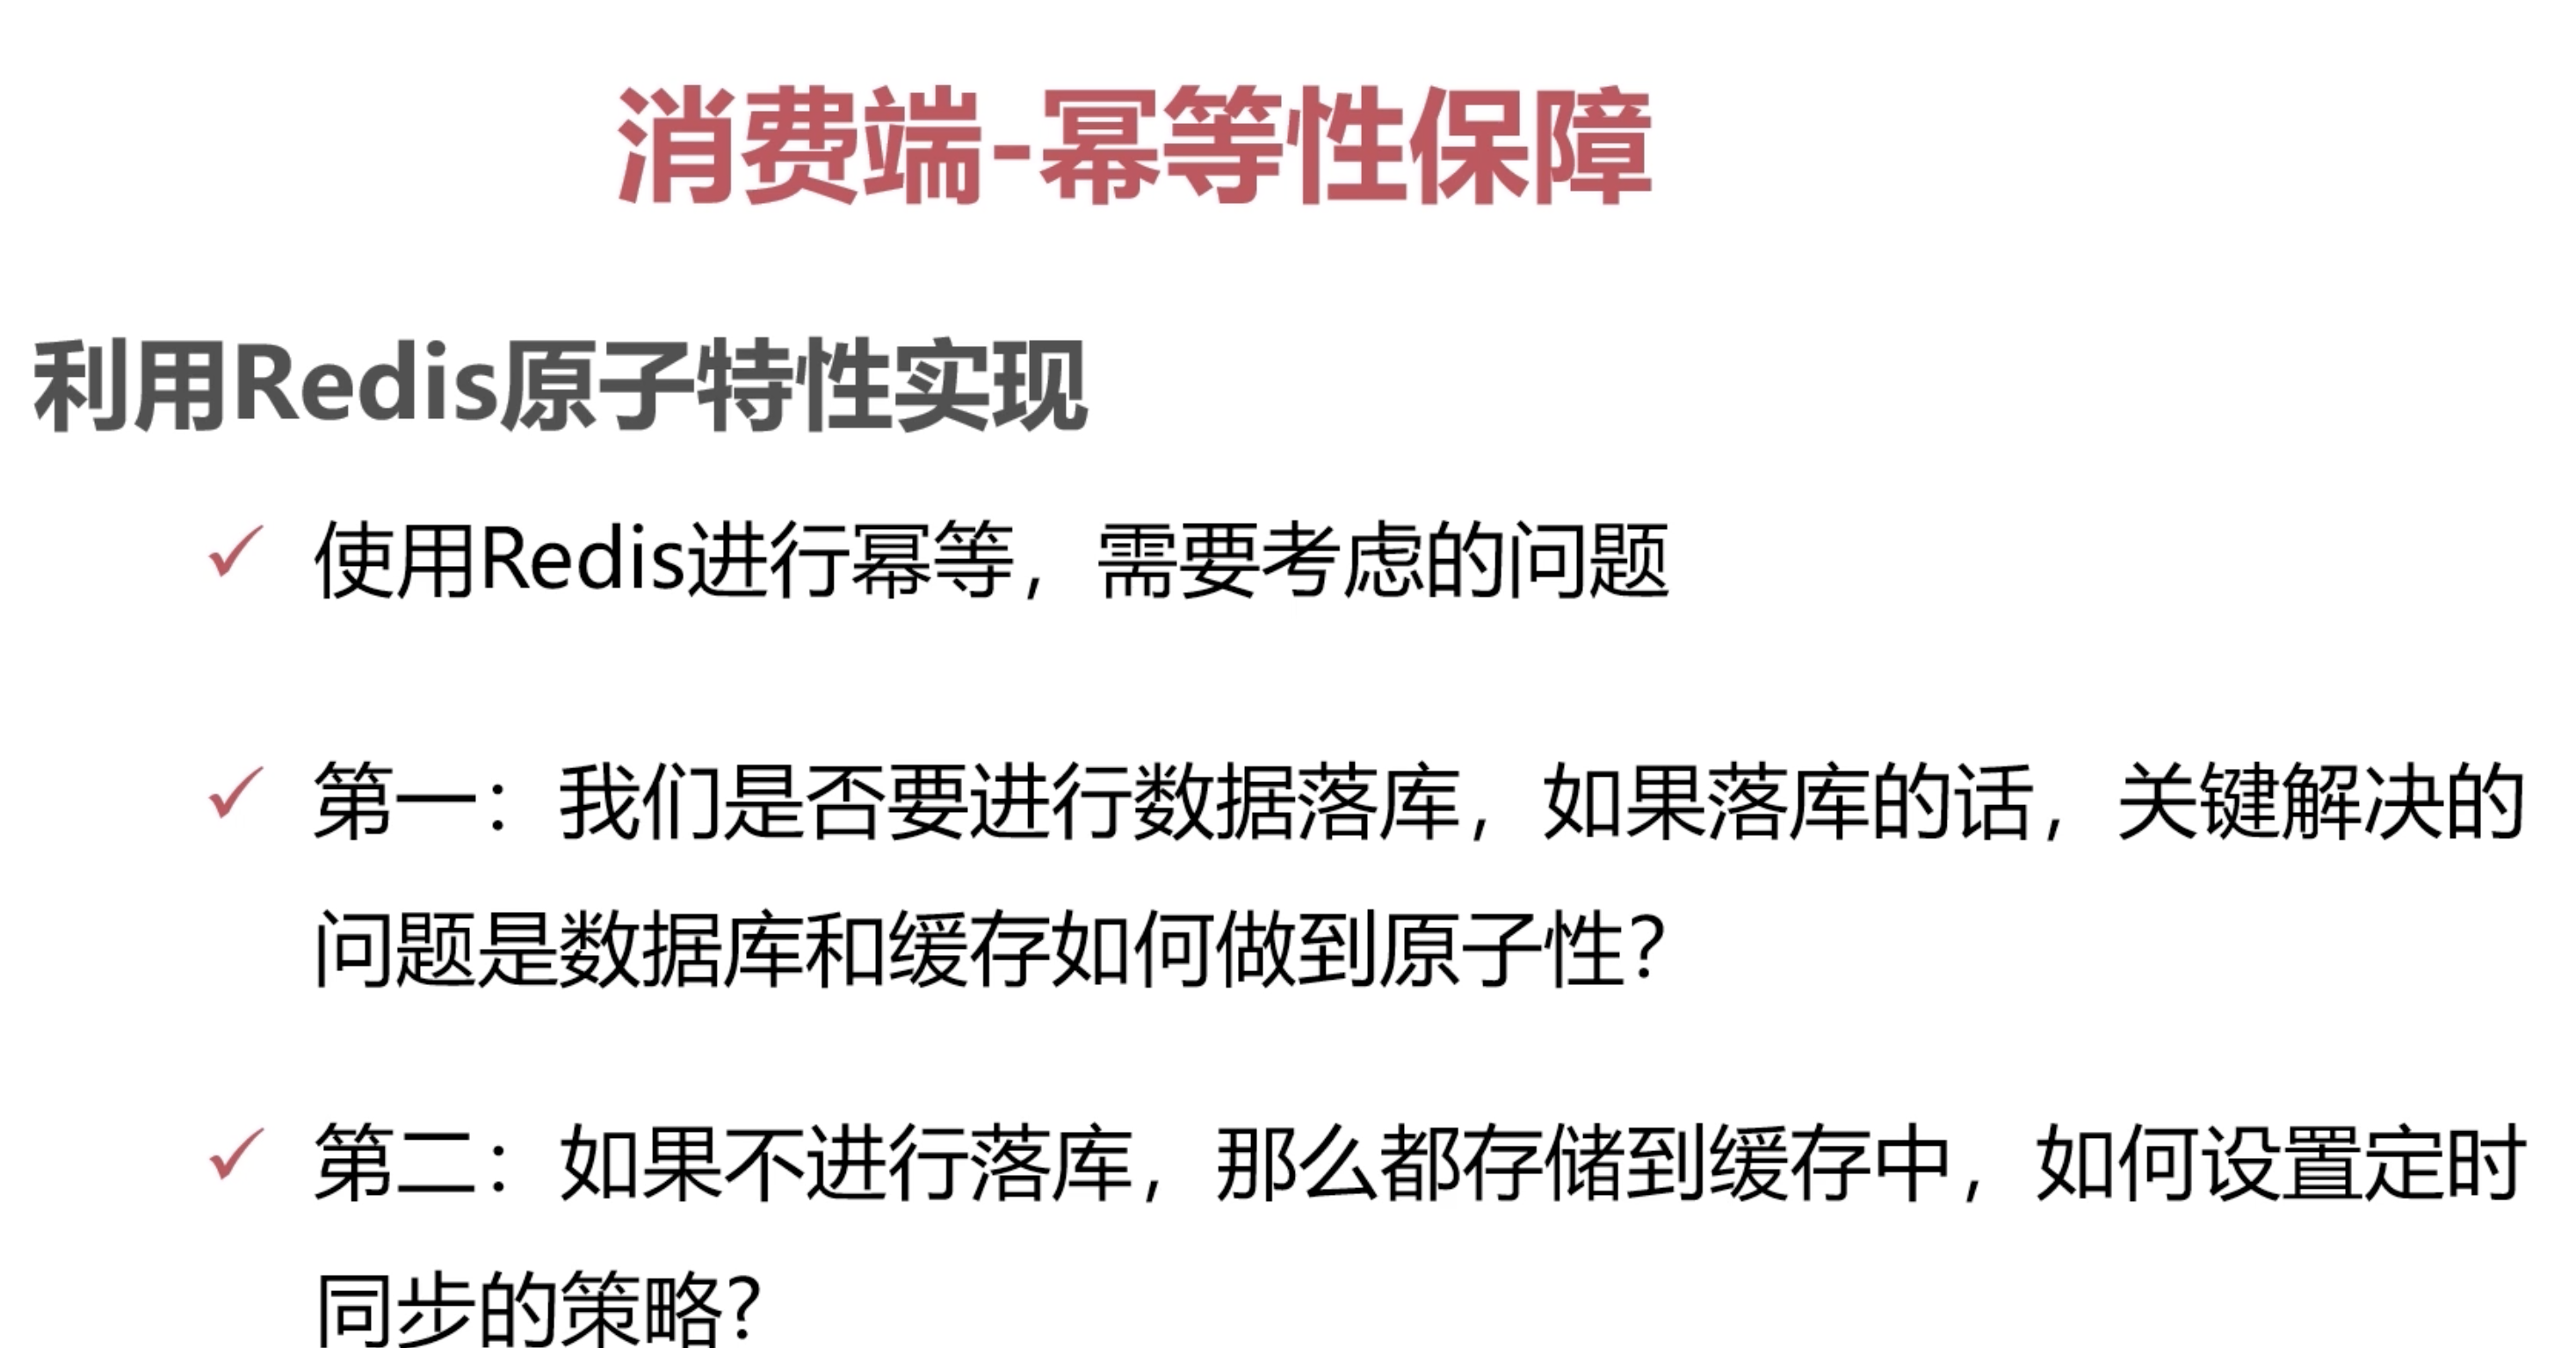 消费端-幂等性保障
利用Redis原子特性实现
使用Redis进行幂等，需要考虑的问题
第一：我们是否要进行数据落库，如果落库的话，关键解决的
问题是数据库和缓存如何做到原子性？
第二：如果不进行落库，那么都存储到缓存中，如何设置定时
同步的策略?